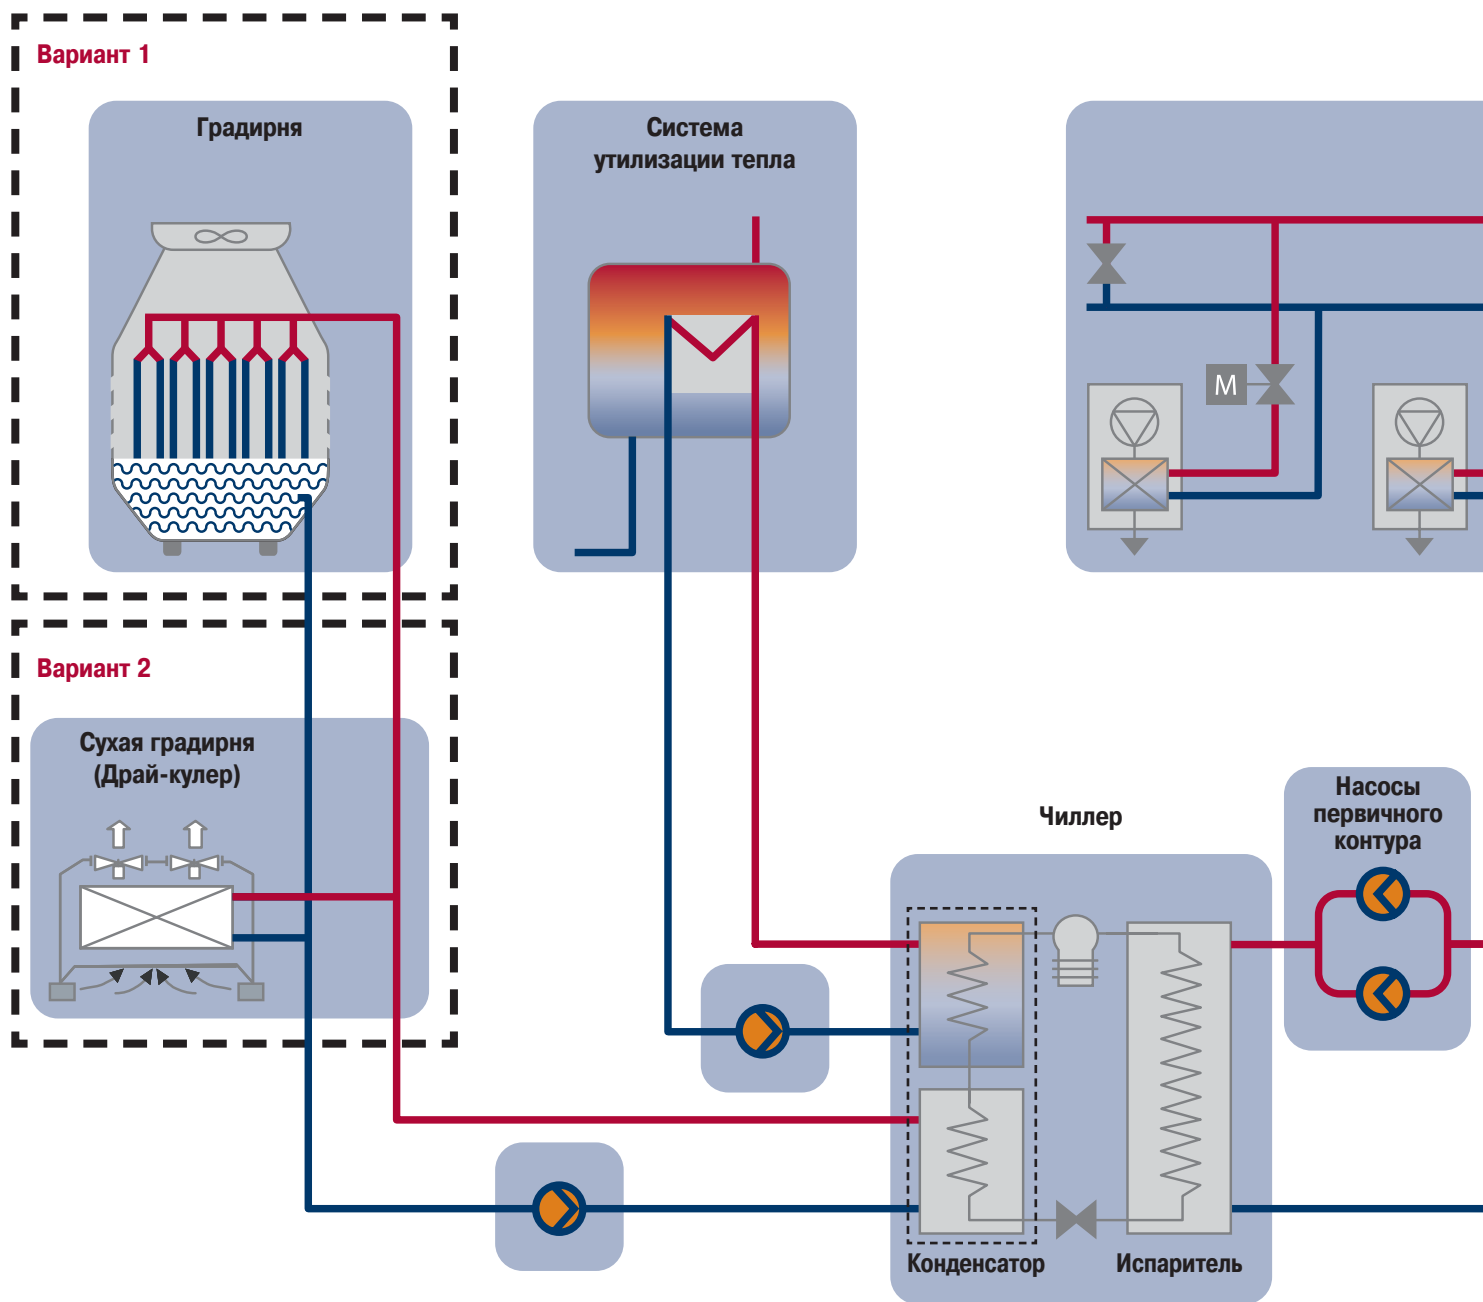 Вариант 1
Градирня
Система
утилизации тепла
M
Вариант 2
Сухая градирня
(Драй-кулер)
Чиллер
Насосы
первичного
контура
Конденсатор
Испаритель